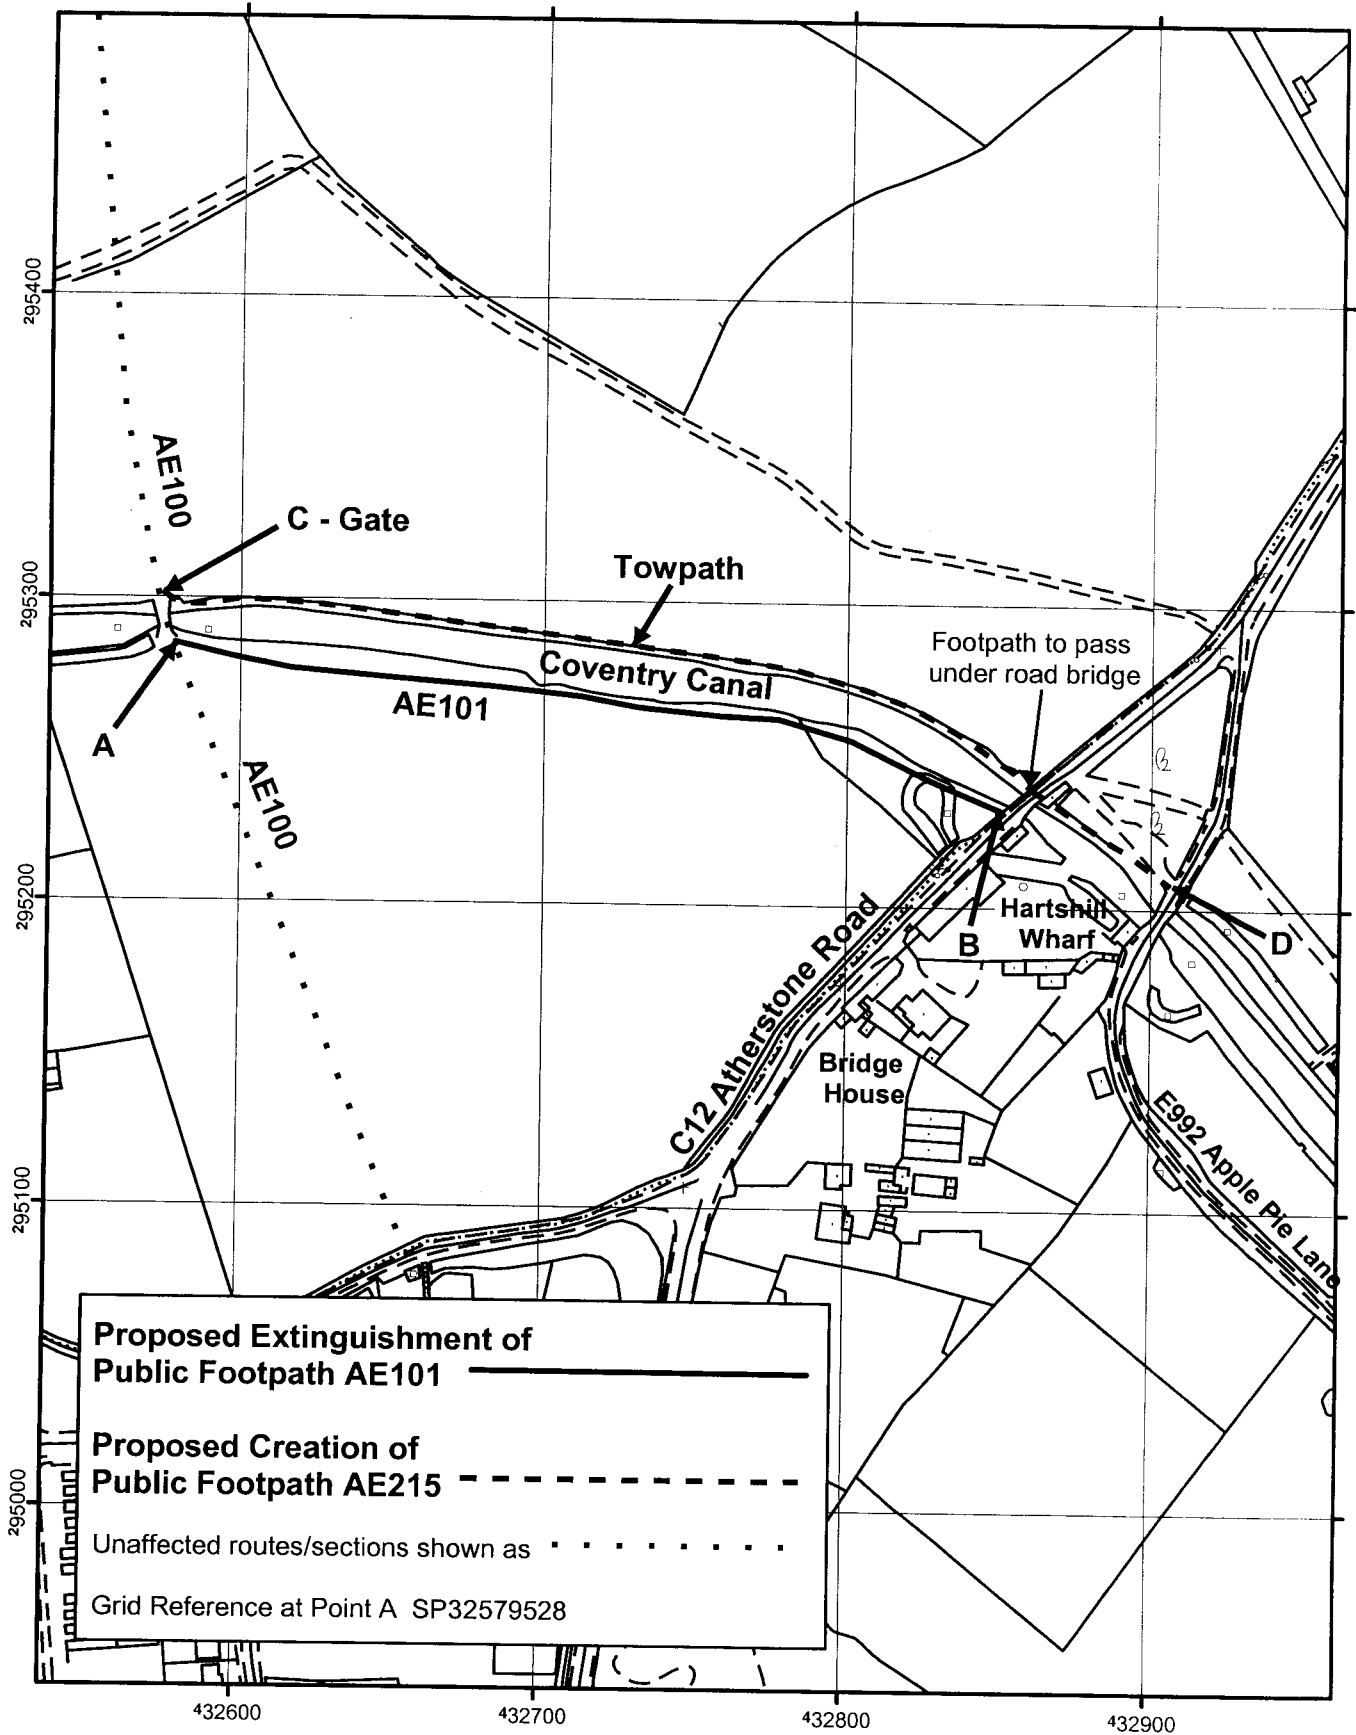 295400
AE100
C - Gate
Towpath
295300
Footpath to pass
under road bridge
Coventry Canal
AE101
A
AE100
295200
Hartshill
Wharf
B
D
C12 Atherstone Road
Bridge
House
E992 Apple Pie Lane
295100
Proposed Extinguishment of
Public Footpath AE101
Proposed Creation of
Public Footpath AE215
295000
Unaffected routes/sections shown as
Grid Reference at Point A SP32579528
432600
432700
432800
432900